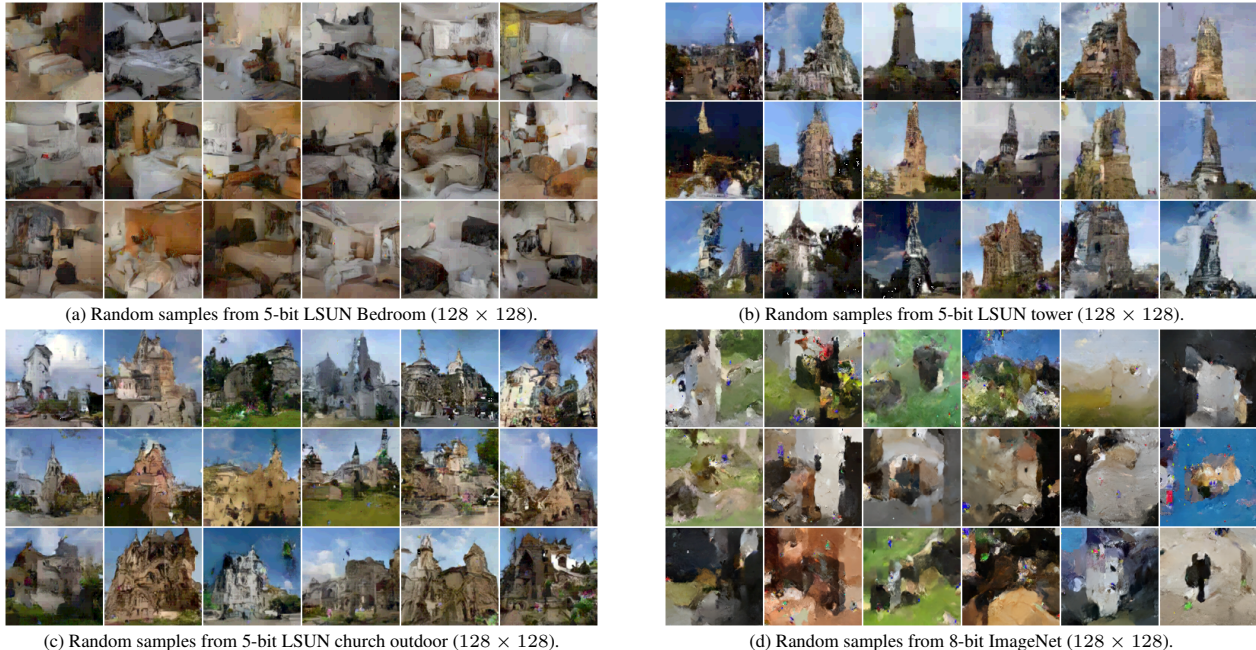 (a) Random samples from 5-bit LSUN Bedroom (128 × 128).
(b) Random samples from 5-bit LSUN tower (128 × 128).
(c) Random samples from 5-bit LSUN church outdoor (128 × 128).
(d) Random samples from 8-bit ImageNet (128 × 128).